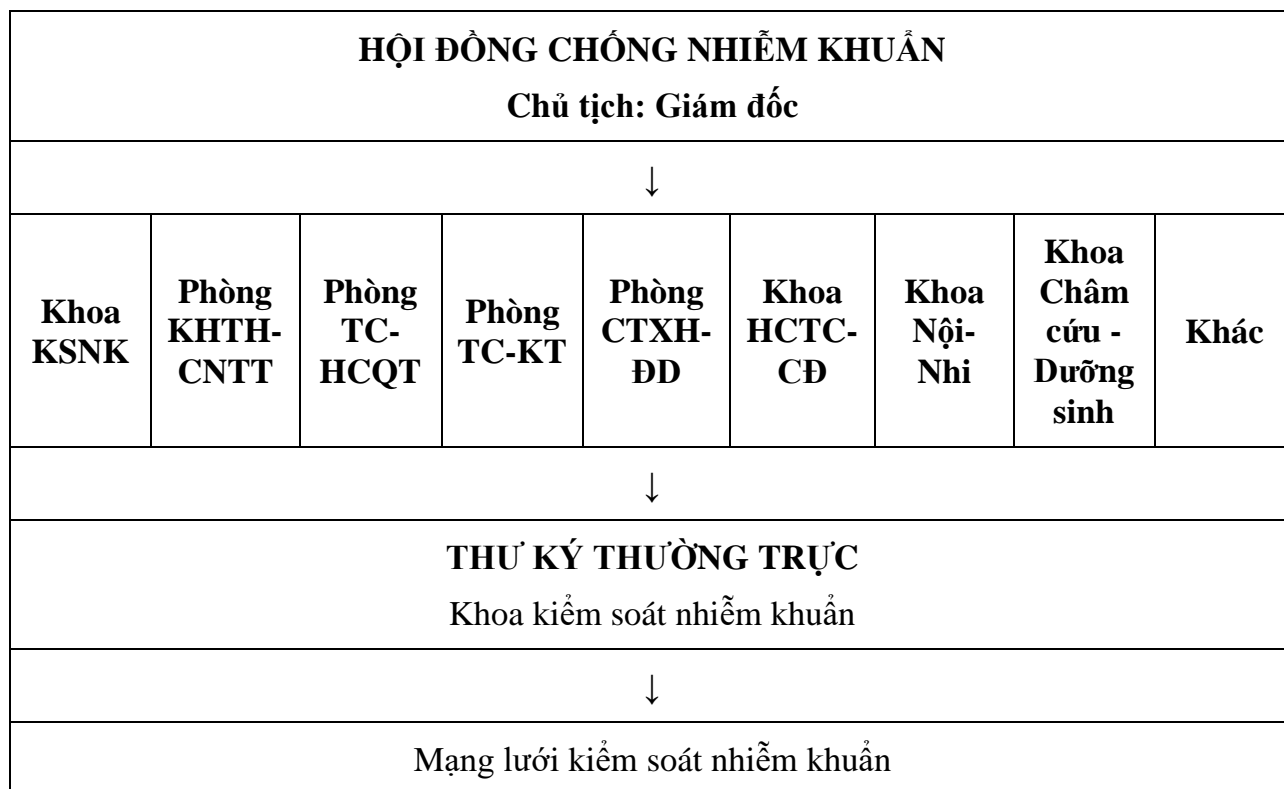 HỘI ĐỒNG CHỐNG NHIỄM KHUẨN
Chủ tịch: Giám đốc
↓
Khoa
KSNK
Phòng
KHTH-
CNTT
Phòng
TC-
HCQT
Phòng
TC-KT
Phòng
CTXH-
ĐD
Khoa
HCTC-
CĐ
Khoa
Nội-
Nhi
Khoa
Châm
cứu -
Dưỡng
sinh
Khác
↓
THƯ KÝ THƯỜNG TRỰC
Khoa kiểm soát nhiễm khuẩn
↓
Mạng lưới kiểm soát nhiễm khuẩn